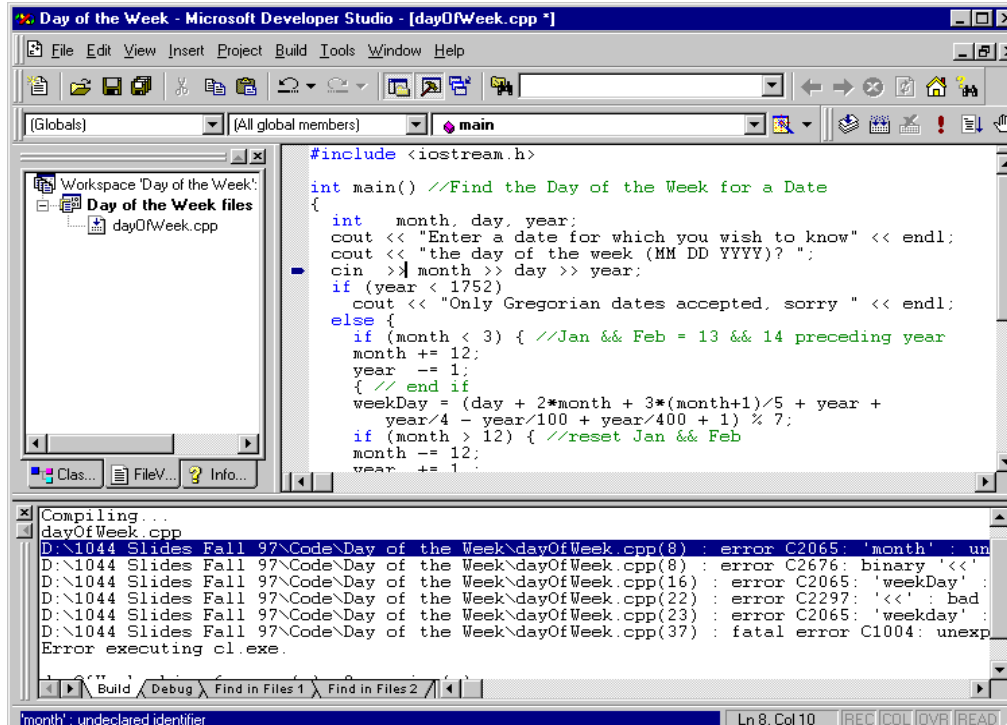 Day of the Week - Microsoft Developer Studio - [dayOfWeek.cpp *]
File Edit View Insert Project Build Tools Window Help
(Globals) (All global members) main
Workspace 'Day of the Week':
Day of the Week files
dayOfWeek.cpp
Clas... FileV... Info...
#include <iostream.h>
int main() //Find the Day of the Week for a Date
{
int month, day, year;
cout << "Enter a date for which you wish to know" << endl;
cout << "the day of the week (MM DD YYYY)? ";
cin >> month >> day >> year;
if (year < 1752)
cout << "Only Gregorian dates accepted, sorry " << endl;
else {
if (month < 3) { //Jan && Feb = 13 && 14 preceding year
month += 12;
year -= 1;
{ // end if
weekDay = (day + 2*month + 3*(month+1)/5 + year +
year/4 - year/100 + year/400 + 1) % 7;
if (month > 12) { //reset Jan && Feb
month -= 12;
year += 1 ;
Compiling...
dayOfWeek.cpp
D:\1044 Slides Fall 97\Code\Day of the Week\dayOfWeek.cpp(8) : error C2065: 'month' : un
D:\1044 Slides Fall 97\Code\Day of the Week\dayOfWeek.cpp(8) : error C2676: binary '<<'
D:\1044 Slides Fall 97\Code\Day of the Week\dayOfWeek.cpp(16) : error C2065: 'weekDay' :
D:\1044 Slides Fall 97\Code\Day of the Week\dayOfWeek.cpp(22) : error C2297: '<<' : bad
D:\1044 Slides Fall 97\Code\Day of the Week\dayOfWeek.cpp(23) : error C2065: 'weekday' :
D:\1044 Slides Fall 97\Code\Day of the Week\dayOfWeek.cpp(37) : fatal error C1004: unexp
Error executing cl.exe.
Build Debug Find in Files 1 Find in Files 2
'month' : undeclared identifier Ln 8, Col 10 REC COL OVR READ